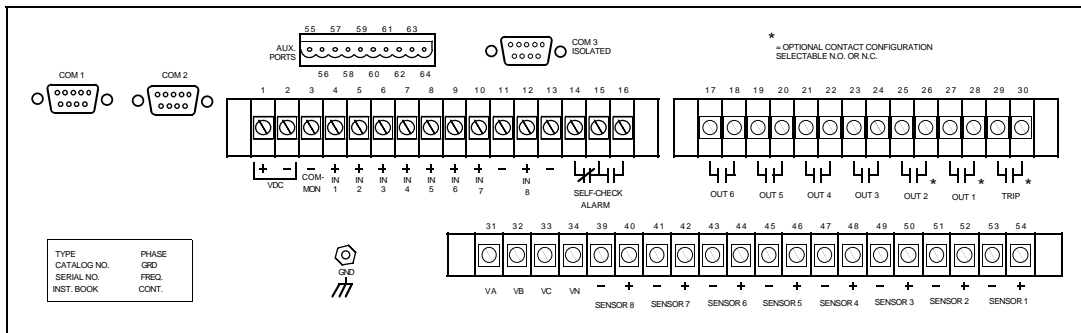 55 57 59 61 63
AUX. PORTS
56 58 60 62 64
COM 3
ISOLATED
*
= OPTIONAL CONTACT CONFIGURATION
SELECTABLE N.O. OR N.C.
COM 1
COM 2
1 2 3 4 5 6 7 8 9 10 11 12 13 14 15 16
17 18 19 20 21 22 23 24 25 26 27 28 29 30
+ − − + + + + + + + − + −
VDC
COM-
MON
IN
1
IN
2
IN
3
IN
4
IN
5
IN
6
IN
7
IN
8
SELF-CHECK
ALARM
OUT 6
OUT 5
OUT 4
OUT 3
OUT 2 *
OUT 1 *
TRIP *
31 32 33 34 39 40 41 42 43 44 45 46 47 48 49 50 51 52 53 54
VA VB VC VN − + − + − + − + − + − + − + − +
SENSOR 8 SENSOR 7 SENSOR 6 SENSOR 5 SENSOR 4 SENSOR 3 SENSOR 2 SENSOR 1
TYPE PHASE
CATALOG NO. GRD
SERIAL NO. FREQ.
INST. BOOK CONT.
GND